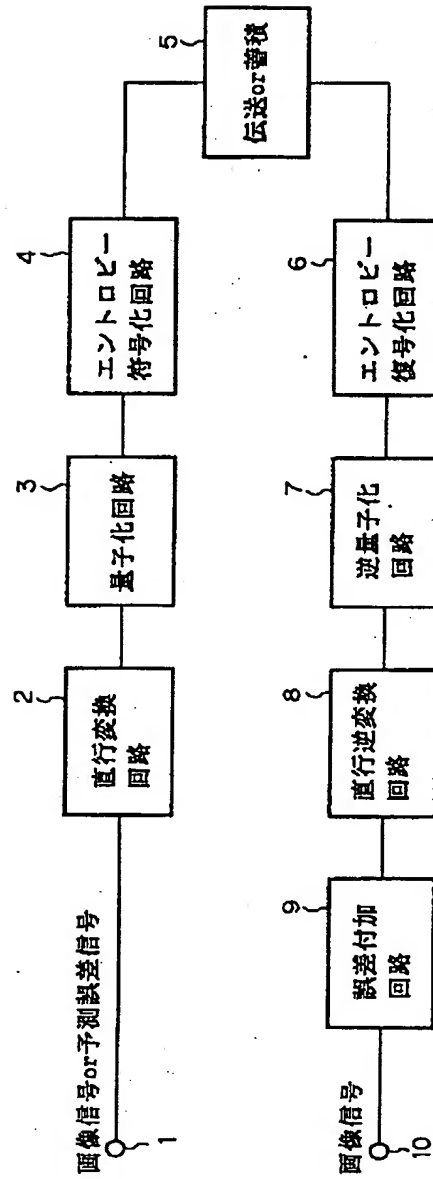 画像信号or予測誤差信号
1
2
直行変換
回路
3
量子化回路
4
エントロピー
符号化回路
5
伝送or蓄積
6
エントロピー
復号化回路
7
逆量子化
回路
8
直行逆変換
回路
9
誤差付加
回路
画像信号
10